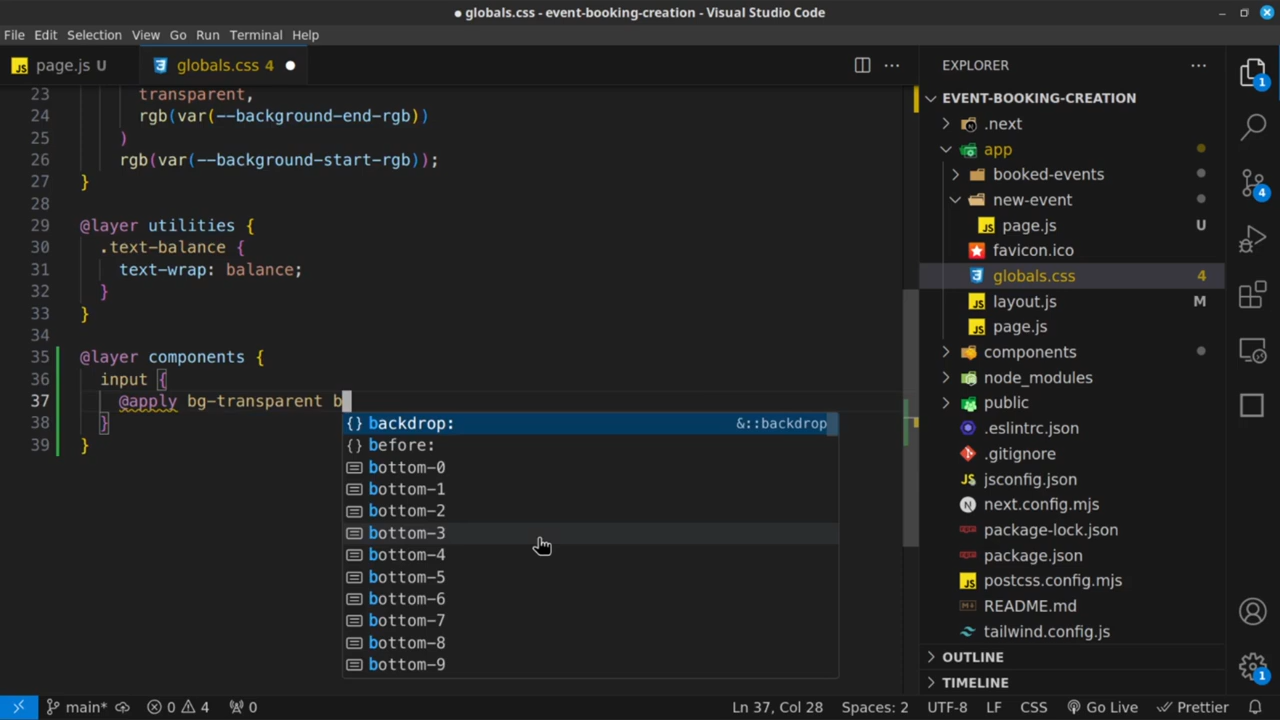 globals.css - event-booking-creation - Visual Studio Code
File Edit Selection View Go Run Terminal Help
page.js U
globals.css 4
23 transparent,
24 rgb(var(--background-end-rgb))
25 )
26 rgb(var(--background-start-rgb));
27 }
28
29 @layer utilities {
30 .text-balance {
31 text-wrap: balance;
32 }
33 }
34
35 @layer components {
36 input {
37 @apply bg-transparent b
38 }
39 }
{} backdrop: &::backdrop
{} before:
bottom-0
bottom-1
bottom-2
bottom-3
bottom-4
bottom-5
bottom-6
bottom-7
bottom-8
bottom-9
EXPLORER
EVENT-BOOKING-CREATION
.next
app
booked-events
new-event
page.js U
favicon.ico
globals.css 4
layout.js M
page.js
components
node_modules
public
.eslintrc.json
.gitignore
jsconfig.json
next.config.mjs
package-lock.json
package.json
postcss.config.mjs
README.md
tailwind.config.js
OUTLINE
TIMELINE
1
4
1
main* 0 4 0
Ln 37, Col 28 Spaces: 2 UTF-8 LF CSS Go Live Prettier